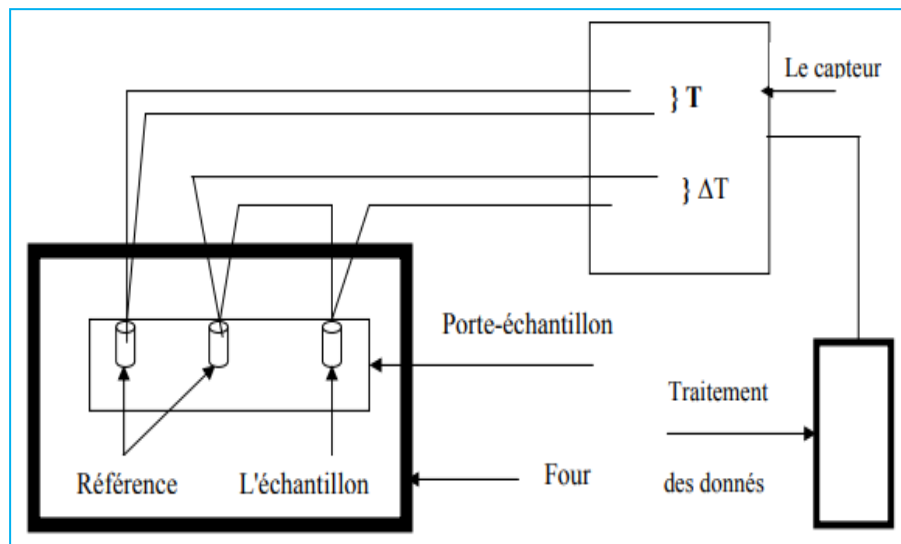 Le capteur
} T
} ΔT
Porte-échantillon
Traitement
Référence
L'échantillon
Four
des donnés